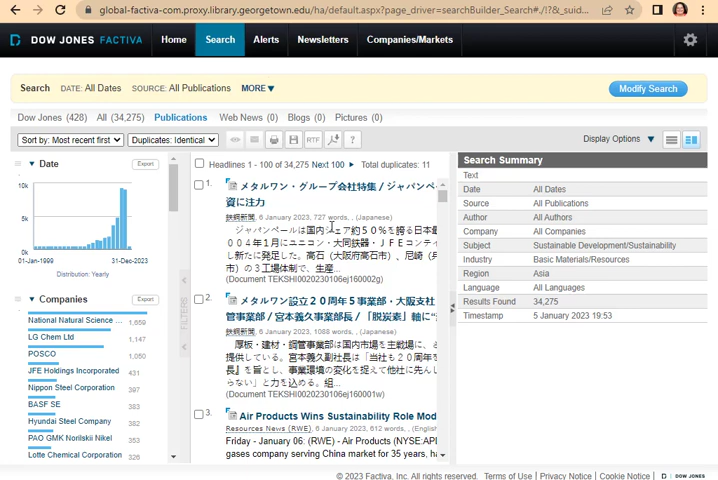 global-factiva-com.proxy.library.georgetown.edu/ha/default.aspx?page_driver=searchBuilder_Search#./!?&_suid...
DOW JONES FACTIVA
Home
Search
Alerts
Newsletters
Companies/Markets
Search DATE: All Dates SOURCE: All Publications MORE
Modify Search
Dow Jones (428) All (34,275) Publications Web News (0) Blogs (0) Pictures (0)
Sort by: Most recent first
Duplicates: Identical
RTF
?
Display Options
Date
Export
10k
5k
0k
01-Jan-1999 31-Dec-2023
Distribution: Yearly
Companies
Export
National Natural Science ... 1,659
LG Chem Ltd 1,147
POSCO 1,050
JFE Holdings Incorporated 431
Nippon Steel Corporation 397
BASF SE 383
Hyundai Steel Company 382
PAO GMK Norilskii Nikel 353
Lotte Chemical Corporation 326
FILTERS
Headlines 1 - 100 of 34,275 Next 100 Total duplicates: 11
1. メタルワン・グループ会社特集/ジャパンペ
資に注力
鉄鋼新聞, 6 January 2023, 727 words, , (Japanese)
ジャパンペールは国内シェア約50%を誇る日本最
004年1月にユニコン・大同鉄器・JFEコンテイ
し新たに発足した。高石(大阪府高石市)、尼崎(兵
市)の3工場体制で、生産...
(Document TEKSHI0020230106ej160002g)
2. メタルワン設立20周年5事業部・大阪支社
管事業部/宮本義久事業部長/「脱炭素」軸に“
鉄鋼新聞, 6 January 2023, 1088 words, , (Japanese)
厚板・建材・鋼管事業部は国内市場を主戦場に、
提供している。宮本義久副社長は「当社も20周年を
長』を旨とし、事業環境の変化を捉えて他社に先んし
らない」と力を込める。組...
(Document TEKSHI0020230106ej160001w)
3. Air Products Wins Sustainability Role Mod
Resources News (RWE), 6 January 2023, 612 words, , (English
Friday - January 06: (RWE) - Air Products (NYSE:APD
gases company serving China market for 35 years, ha
Search Summary
Text
Date All Dates
Source All Publications
Author All Authors
Company All Companies
Subject Sustainable Development/Sustainability
Industry Basic Materials/Resources
Region Asia
Language All Languages
Results Found 34,275
Timestamp 5 January 2023 19:53
© 2023 Factiva, Inc. All rights reserved. Terms of Use | Privacy Notice | Cookie Notice | DOW JONES